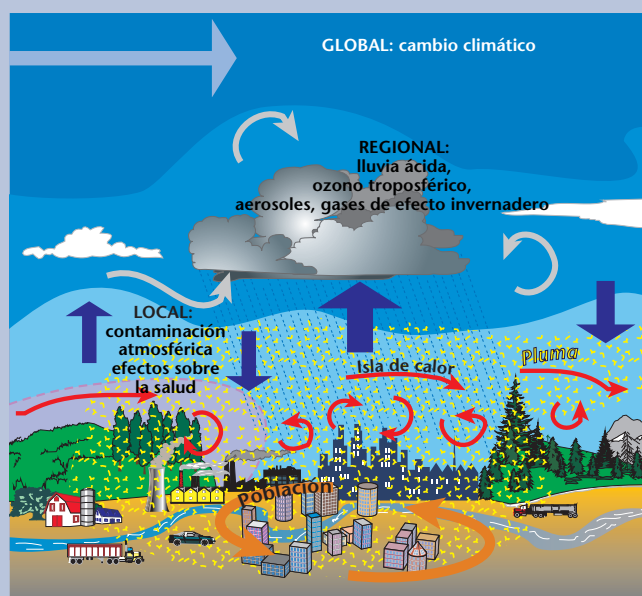 GLOBAL: cambio climático
REGIONAL:
lluvia ácida,
ozono troposférico,
aerosoles, gases de efecto invernadero
LOCAL:
contaminación
atmosférica
efectos sobre
la salud
Isla de calor
Pluma
Población